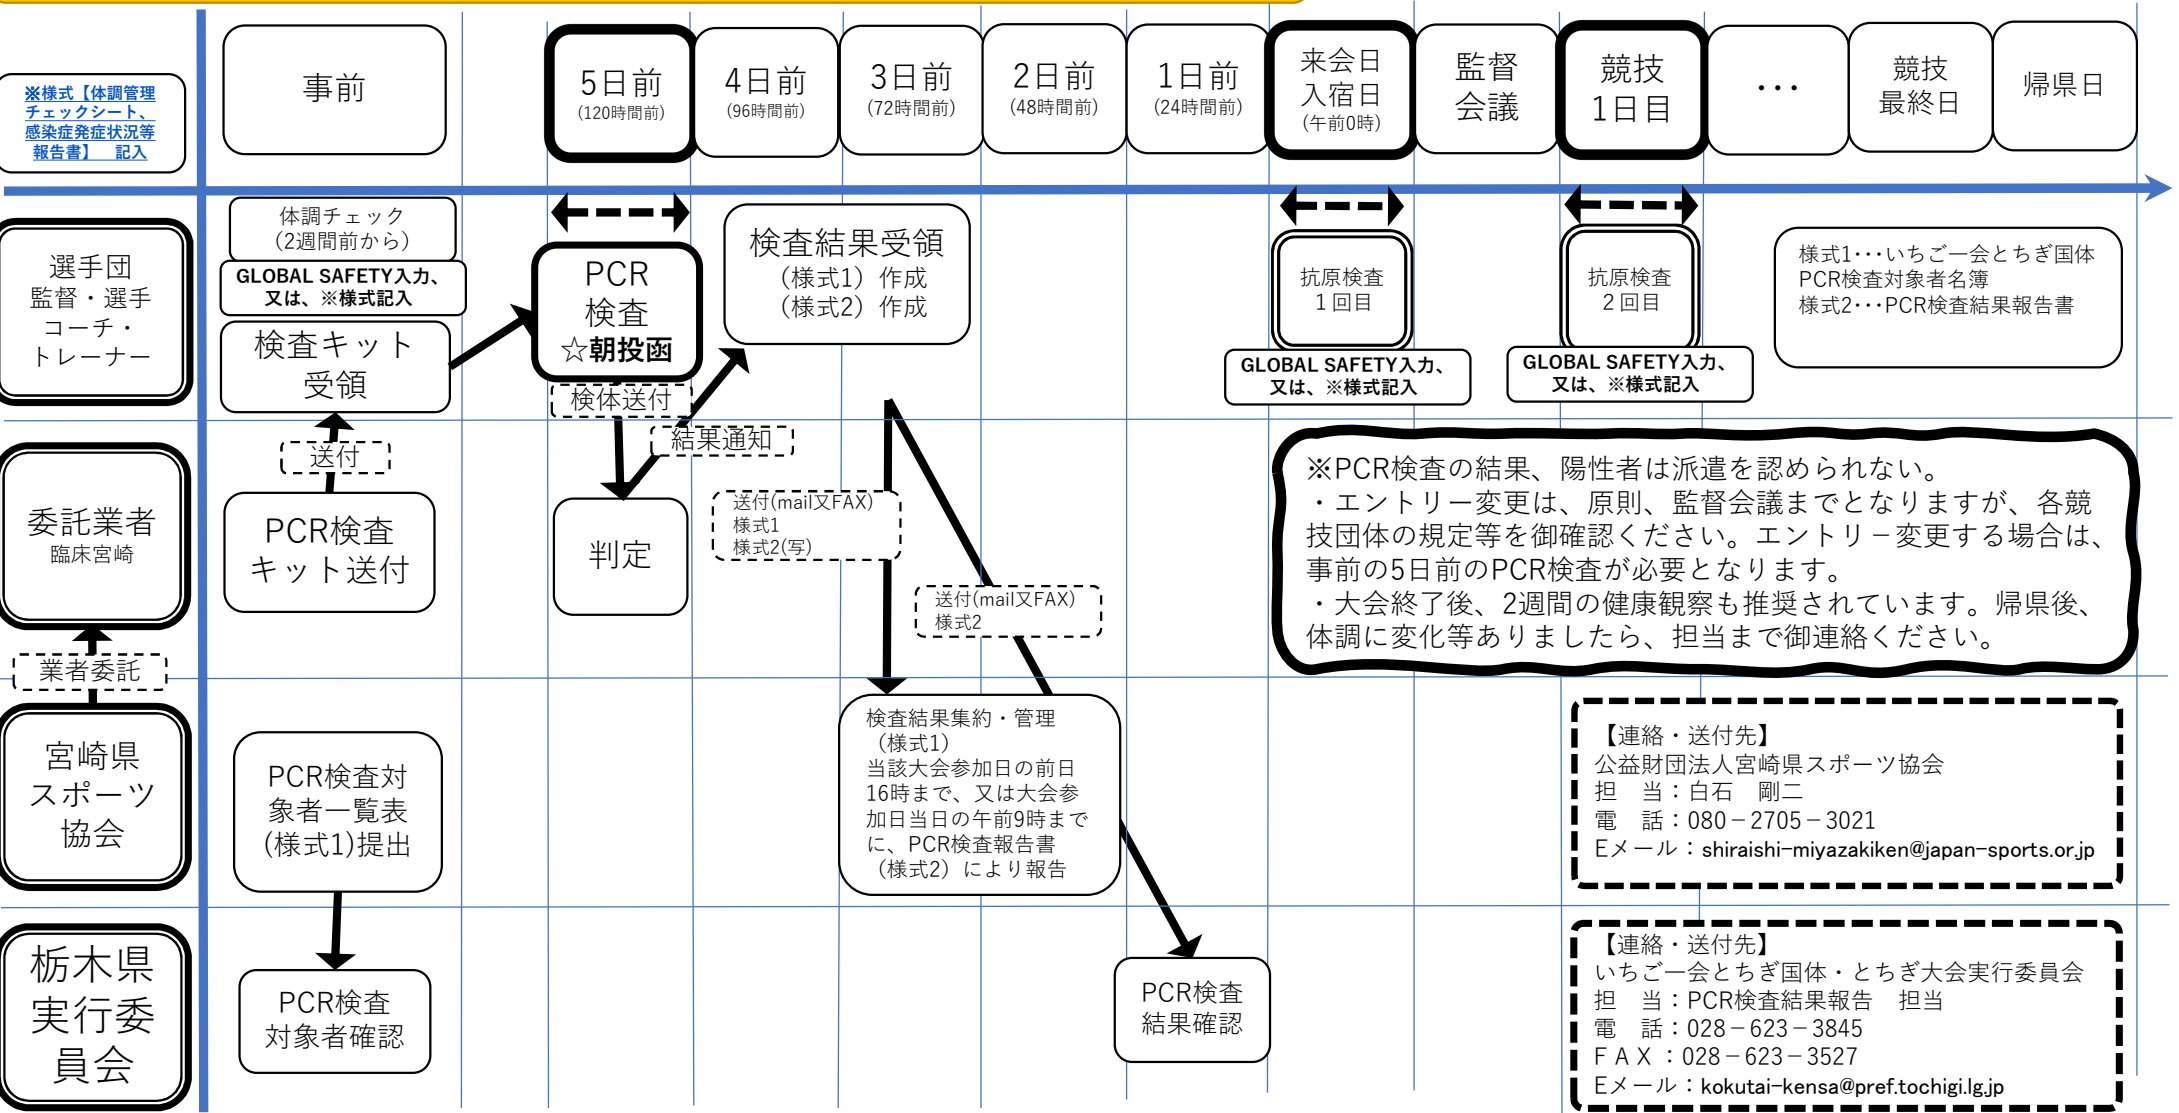 事前
5日前
(120時間前)
4日前
(96時間前)
3日前
(72時間前)
2日前
(48時間前)
1日前
(24時間前)
来会日
入宿日
(午前0時)
監督
会議
競技
1日目
・・・
競技
最終日
帰県日
※様式【体調管理
チェックシート、
感染症発症状況等
報告書】　記入
選手団
監督・選手
コーチ・
トレーナー
体調チェック
(2週間前から)
GLOBAL SAFETY入力、
又は、※様式記入
検査キット
受領
PCR
検査
☆朝投函
検査結果受領
（様式1）作成
（様式2）作成
抗原検査
1回目
GLOBAL SAFETY入力、
又は、※様式記入
抗原検査
2回目
GLOBAL SAFETY入力、
又は、※様式記入
様式1･･･いちご一会とちぎ国体
PCR検査対象者名簿
様式2･･･PCR検査結果報告書
検体送付
結果通知
送付
委託業者
臨床宮崎
PCR検査
キット送付
判定
送付(mail又FAX)
様式1
様式2(写)
送付(mail又FAX)
様式2
※PCR検査の結果、陽性者は派遣を認められない。
・エントリー変更は、原則、監督会議までとなりますが、各競
技団体の規定等を御確認ください。エントリ－変更する場合は、
事前の5日前のPCR検査が必要となります。
・大会終了後、2週間の健康観察も推奨されています。帰県後、
体調に変化等ありましたら、担当まで御連絡ください。
業者委託
宮崎県
スポーツ
協会
PCR検査対
象者一覧表
(様式1)提出
検査結果集約・管理
（様式1）
当該大会参加日の前日
16時まで、又は大会参
加日当日の午前9時まで
に、PCR検査報告書
（様式2）により報告
【連絡・送付先】
公益財団法人宮崎県スポーツ協会
担　当：白石　剛二
電　話：080－2705－3021
Eメール：shiraishi-miyazakiken@japan-sports.or.jp
栃木県
実行委
員会
PCR検査
対象者確認
PCR検査
結果確認
【連絡・送付先】
いちご一会とちぎ国体・とちぎ大会実行委員会
担　当：PCR検査結果報告　担当
電　話：028－623－3845
ＦＡＸ：028－623－3527
Eメール：kokutai-kensa@pref.tochigi.lg.jp